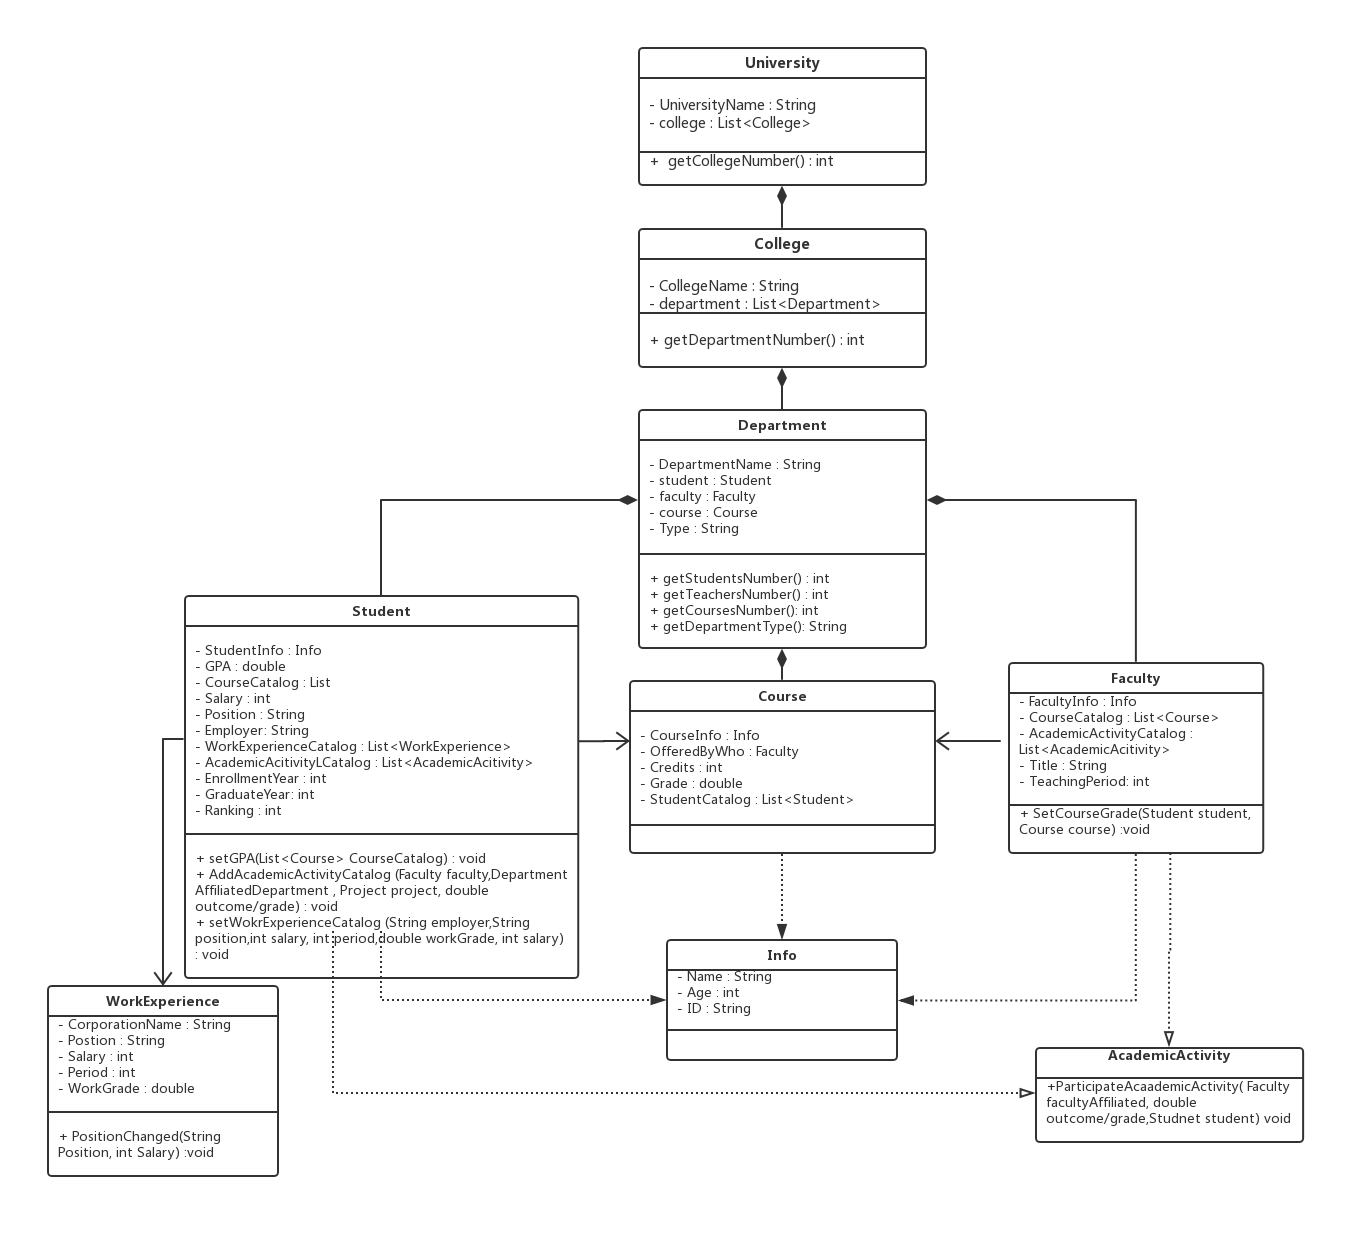 University
- UniversityName : String
- college : List<College>
+  getCollegeNumber() : int
College
- CollegeName : String
- department : List<Department>
+ getDepartmentNumber() : int
Department
- DepartmentName : String
- student : Student
- faculty : Faculty
- course : Course
- Type : String
+ getStudentsNumber() : int
+ getTeachersNumber() : int
+ getCoursesNumber(): int
+ getDepartmentType(): String
Student
- StudentInfo : Info
- GPA : double
- CourseCatalog : List
- Salary : int
- Position : String
- Employer: String
- WorkExperienceCatalog : List<WorkExperience>
- AcademicAcitivityLCatalog : List<AcademicAcitivity>
- EnrollmentYear : int
- GraduateYear: int
- Ranking : int
+ setGPA(List<Course> CourseCatalog) : void
+ AddAcademicActivityCatalog (Faculty faculty,Department
AffiliatedDepartment , Project project, double
outcome/grade) : void
+ setWokrExperienceCatalog (String employer,String
position,int salary, int period,double workGrade, int salary)
: void
Course
- CourseInfo : Info
- OfferedByWho : Faculty
- Credits : int
- Grade : double
- StudentCatalog : List<Student>
Faculty
- FacultyInfo : Info
- CourseCatalog : List<Course>
- AcademicActivityCatalog :
List<AcademicAcitivity>
- Title : String
- TeachingPeriod: int
+ SetCourseGrade(Student student,
Course course) :void
Info
- Name : String
- Age : int
- ID : String
WorkExperience
- CorporationName : String
- Postion : String
- Salary : int
- Period : int
- WorkGrade : double
+ PositionChanged(String
Position, int Salary) :void
AcademicActivity
+ParticipateAcaademicActivity( Faculty
facultyAffiliated, double
outcome/grade,Studnet student) void